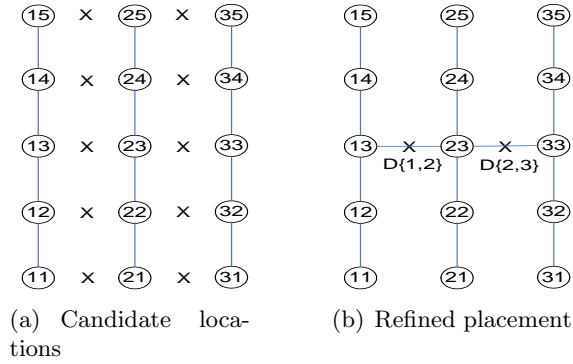 15 × 25 × 35 15 25 35
14 × 24 × 34 14 24 34
13 × 23 × 33 13 × 23 × 33
D{1,2} D{2,3}
12 × 22 × 32 12 22 32
11 × 21 × 31 11 21 31
(a) Candidate loca-
tions
(b) Refined placement